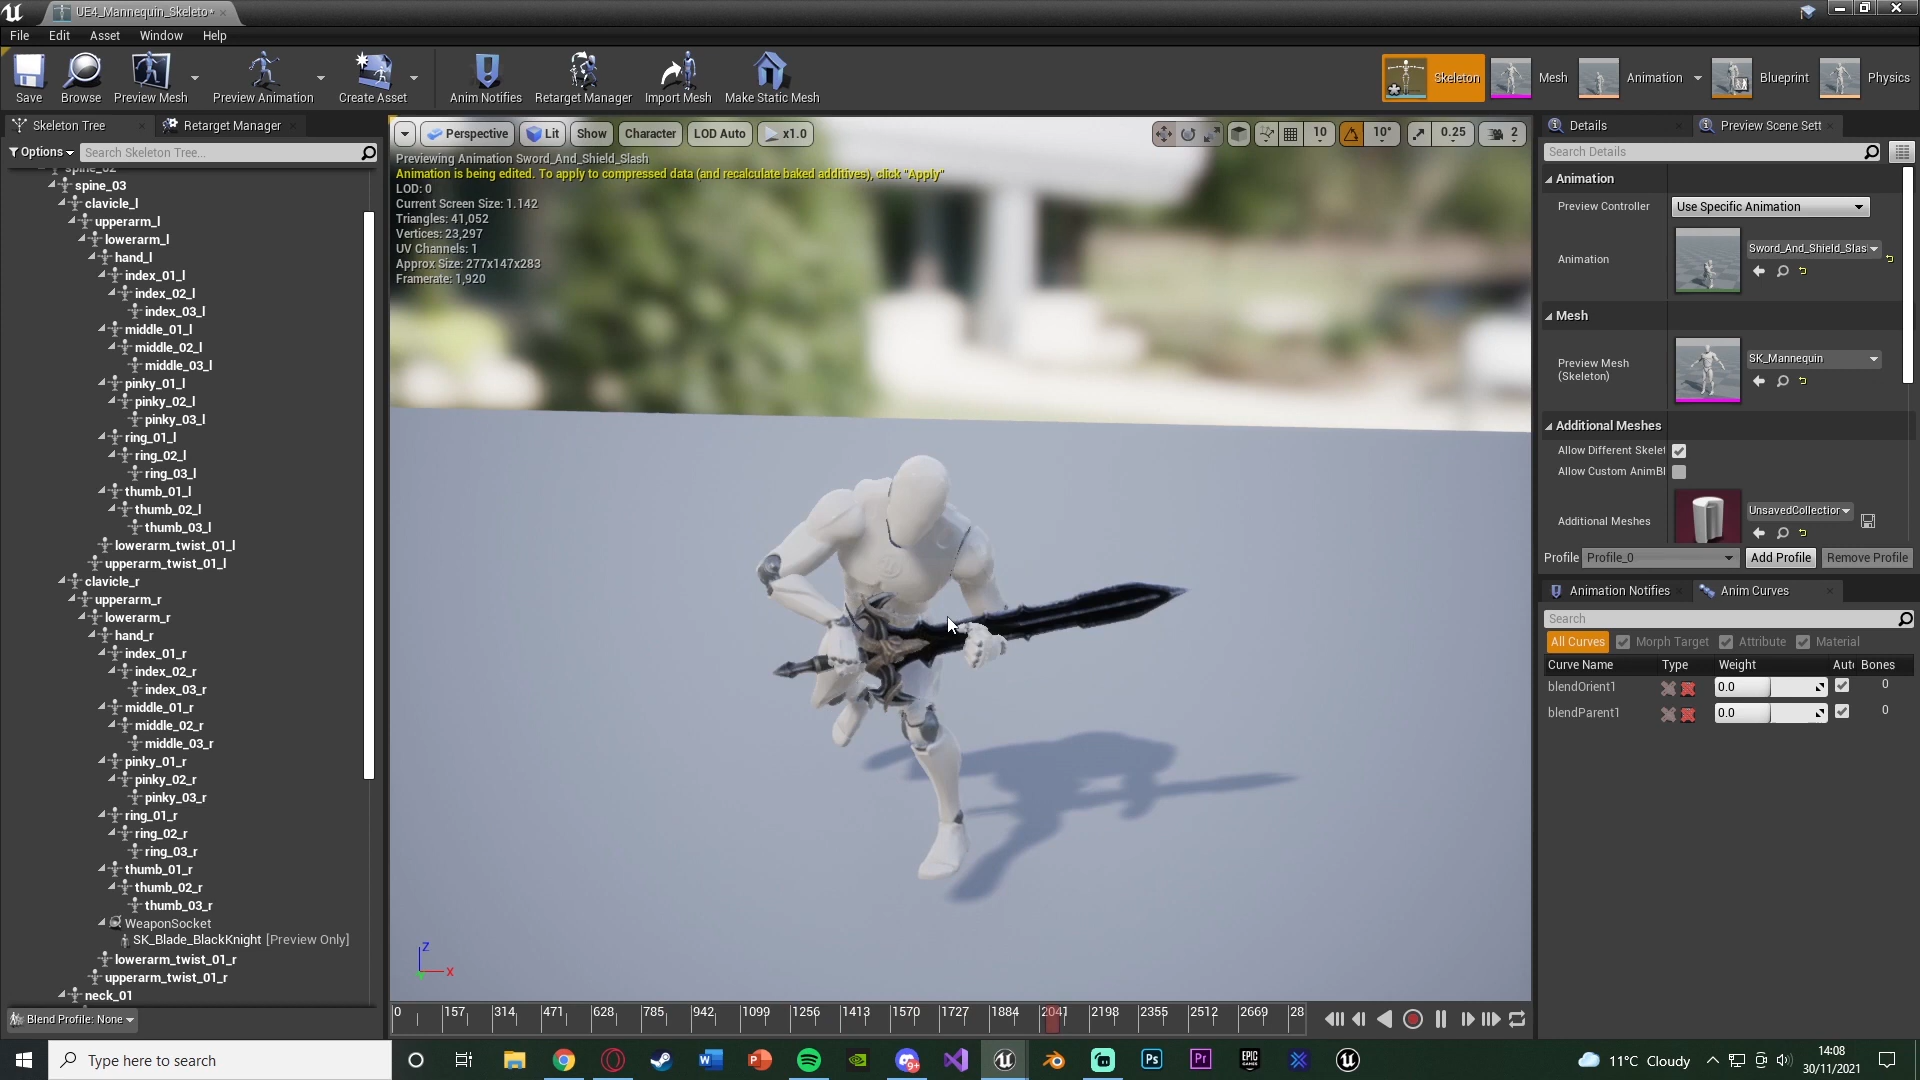 UE4_Mannequin_Skeleto*
File Edit Asset Window Help
Save Browse Preview Mesh Preview Animation Create Asset Anim Notifies Retarget Manager Import Mesh Make Static Mesh Skeleton Mesh Animation Blueprint Physics
Skeleton Tree Retarget Manager
Options Search Skeleton Tree...
spine_02
spine_03
clavicle_l
upperarm_l
lowerarm_l
hand_l
index_01_l
index_02_l
index_03_l
middle_01_l
middle_02_l
middle_03_l
pinky_01_l
pinky_02_l
pinky_03_l
ring_01_l
ring_02_l
ring_03_l
thumb_01_l
thumb_02_l
thumb_03_l
lowerarm_twist_01_l
upperarm_twist_01_l
clavicle_r
upperarm_r
lowerarm_r
hand_r
index_01_r
index_02_r
index_03_r
middle_01_r
middle_02_r
middle_03_r
pinky_01_r
pinky_02_r
pinky_03_r
ring_01_r
ring_02_r
ring_03_r
thumb_01_r
thumb_02_r
thumb_03_r
WeaponSocket
SK_Blade_BlackKnight [Preview Only]
lowerarm_twist_01_r
upperarm_twist_01_r
neck_01
Blend Profile: None
Perspective Lit Show Character LOD Auto x1.0 10 10° 0.25 2
Previewing Animation Sword_And_Shield_Slash
Animation is being edited. To apply to compressed data (and recalculate baked additives), click "Apply"
LOD: 0
Current Screen Size: 1.142
Triangles: 41,052
Vertices: 23,297
UV Channels: 1
Approx Size: 277x147x283
Framerate: 1,920
Z
X
0 157 314 471 628 785 942 1099 1256 1413 1570 1727 1884 2041 2198 2355 2512 2669 28
Details Preview Scene Sett
Search Details
Animation
Preview Controller Use Specific Animation
Animation Sword_And_Shield_Slas
Mesh
Preview Mesh (Skeleton) SK_Mannequin
Additional Meshes
Allow Different Skelet
Allow Custom AnimBl
Additional Meshes UnsavedCollection
Profile Profile_0 Add Profile Remove Profile
Animation Notifies Anim Curves
Search
All Curves Morph Target Attribute Material
Curve Name Type Weight Auto Bones
blendOrient1 0.0 0
blendParent1 0.0 0
Type here to search
9+
Ps
Pr
EPIC GAMES
11°C Cloudy
14:08
30/11/2021